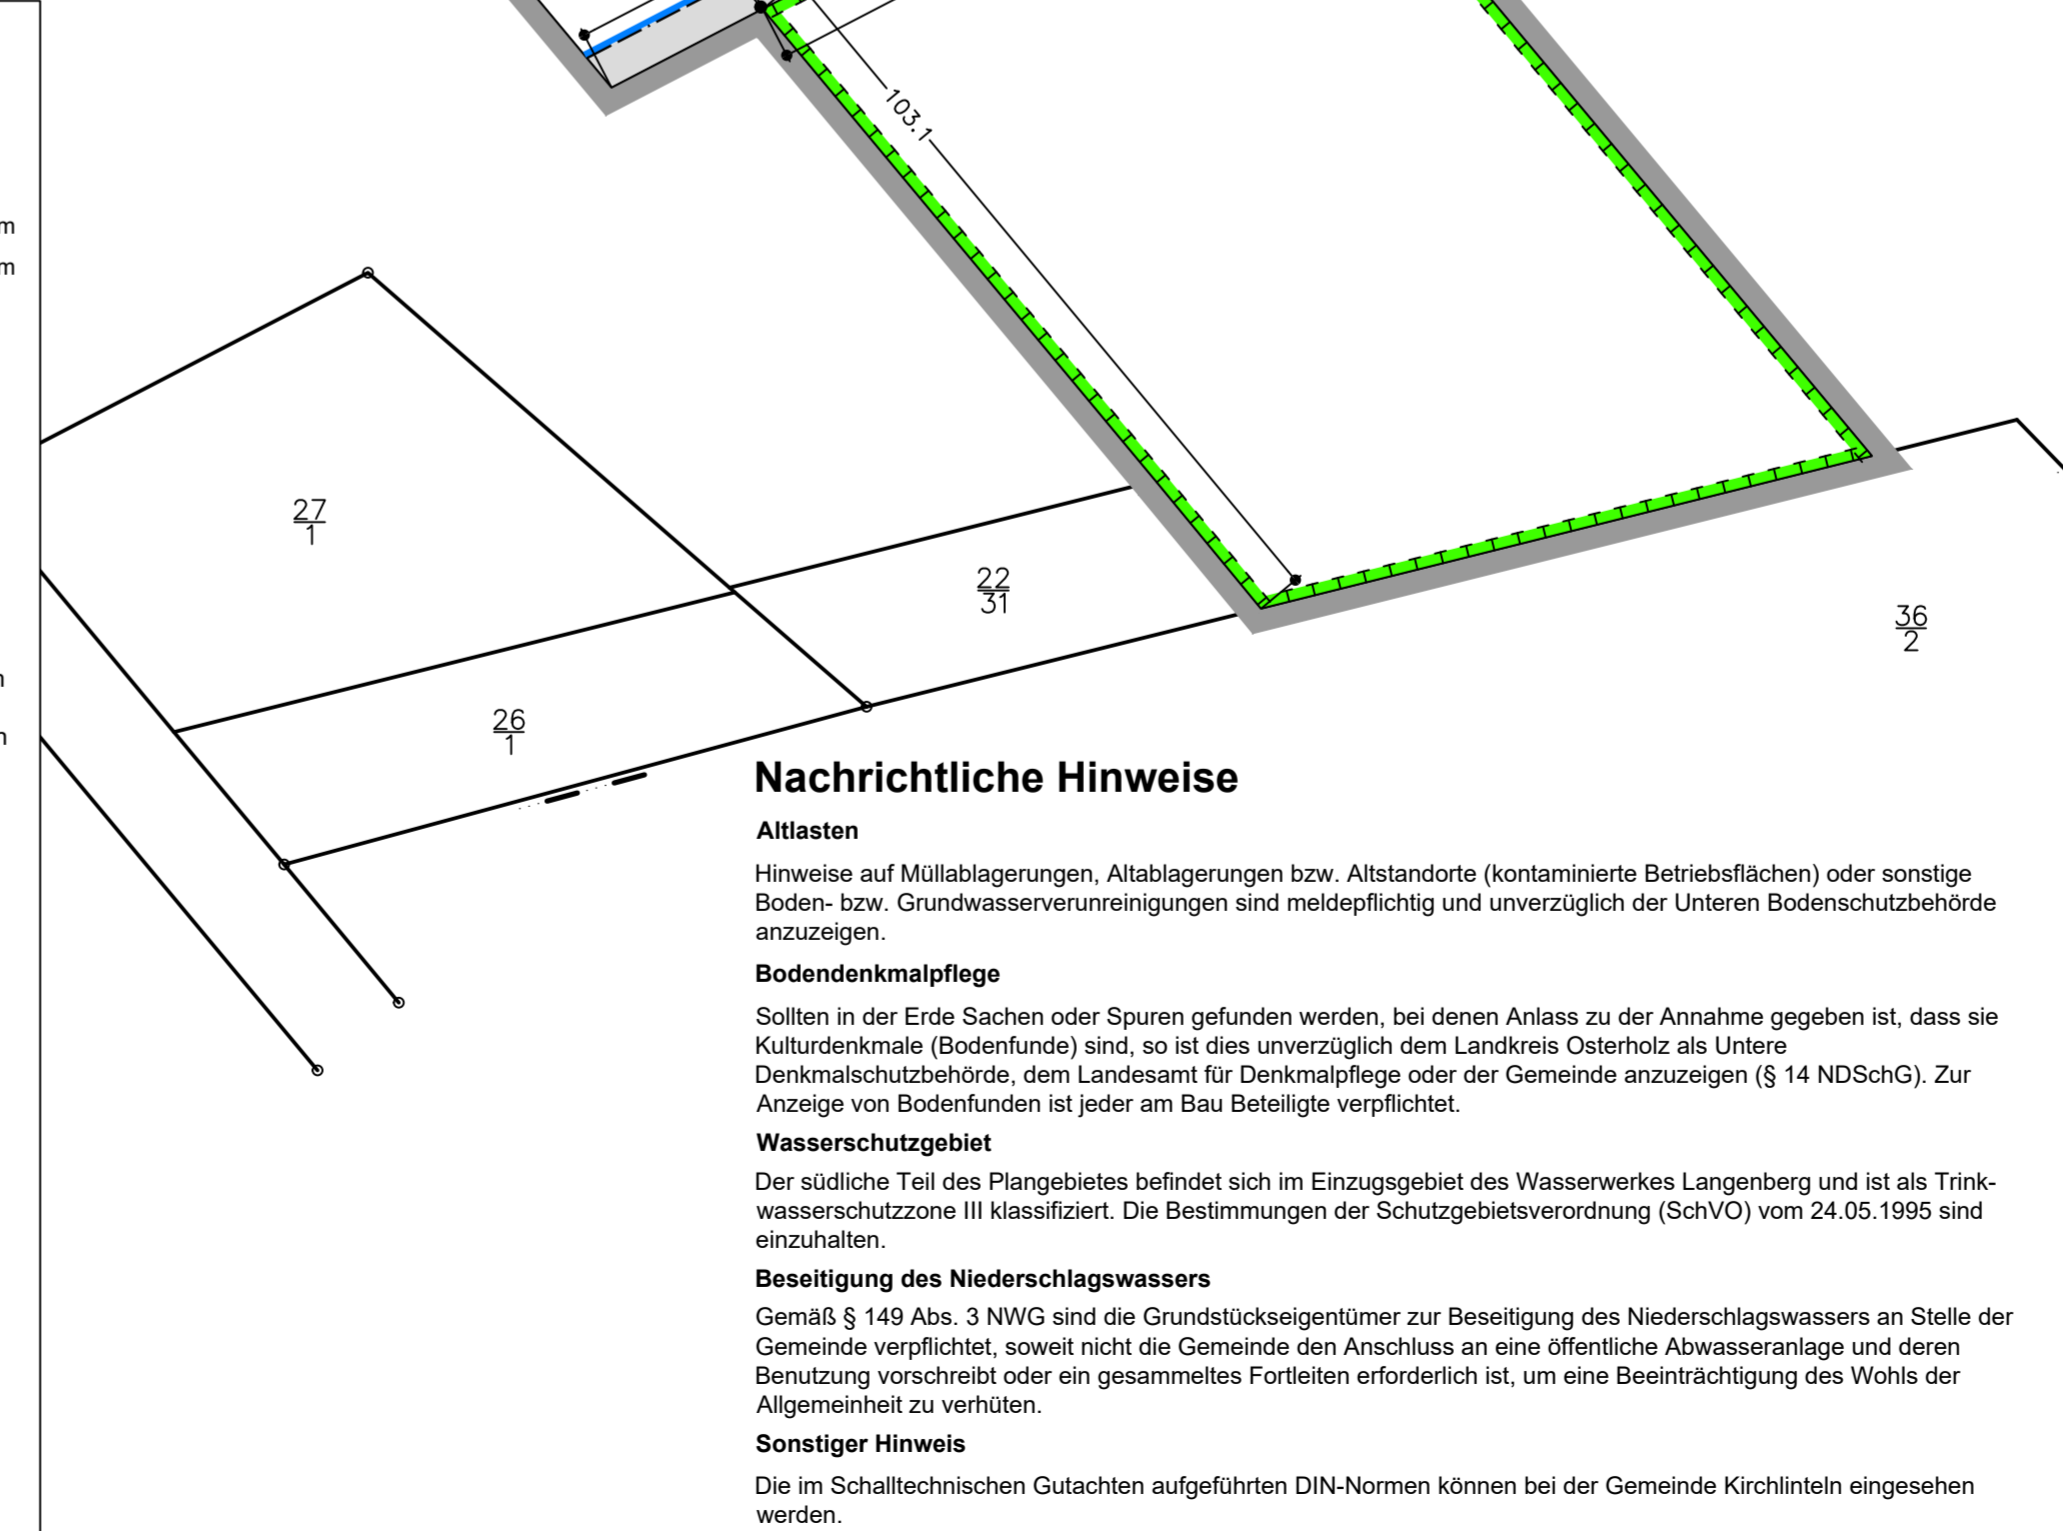 103.1
m
m
27
1
22
31
36
2
n
26
1
n
Nachrichtliche Hinweise
Altlasten
Hinweise auf Müllablagerungen, Altablagerungen bzw. Altstandorte (kontaminierte Betriebsflächen) oder sonstige
Boden- bzw. Grundwasserverunreinigungen sind meldepflichtig und unverzüglich der Unteren Bodenschutzbehörde
anzuzeigen.
Bodendenkmalpflege
Sollten in der Erde Sachen oder Spuren gefunden werden, bei denen Anlass zu der Annahme gegeben ist, dass sie
Kulturdenkmale (Bodenfunde) sind, so ist dies unverzüglich dem Landkreis Osterholz als Untere
Denkmalschutzbehörde, dem Landesamt für Denkmalpflege oder der Gemeinde anzuzeigen (§ 14 NDSchG). Zur
Anzeige von Bodenfunden ist jeder am Bau Beteiligte verpflichtet.
Wasserschutzgebiet
Der südliche Teil des Plangebietes befindet sich im Einzugsgebiet des Wasserwerkes Langenberg und ist als Trink-
wasserschutzzone III klassifiziert. Die Bestimmungen der Schutzgebietsverordnung (SchVO) vom 24.05.1995 sind
einzuhalten.
Beseitigung des Niederschlagswassers
Gemäß § 149 Abs. 3 NWG sind die Grundstückseigentümer zur Beseitigung des Niederschlagswassers an Stelle der
Gemeinde verpflichtet, soweit nicht die Gemeinde den Anschluss an eine öffentliche Abwasseranlage und deren
Benutzung vorschreibt oder ein gesammeltes Fortleiten erforderlich ist, um eine Beeinträchtigung des Wohls der
Allgemeinheit zu verhüten.
Sonstiger Hinweis
Die im Schalltechnischen Gutachten aufgeführten DIN-Normen können bei der Gemeinde Kirchlinteln eingesehen
werden.